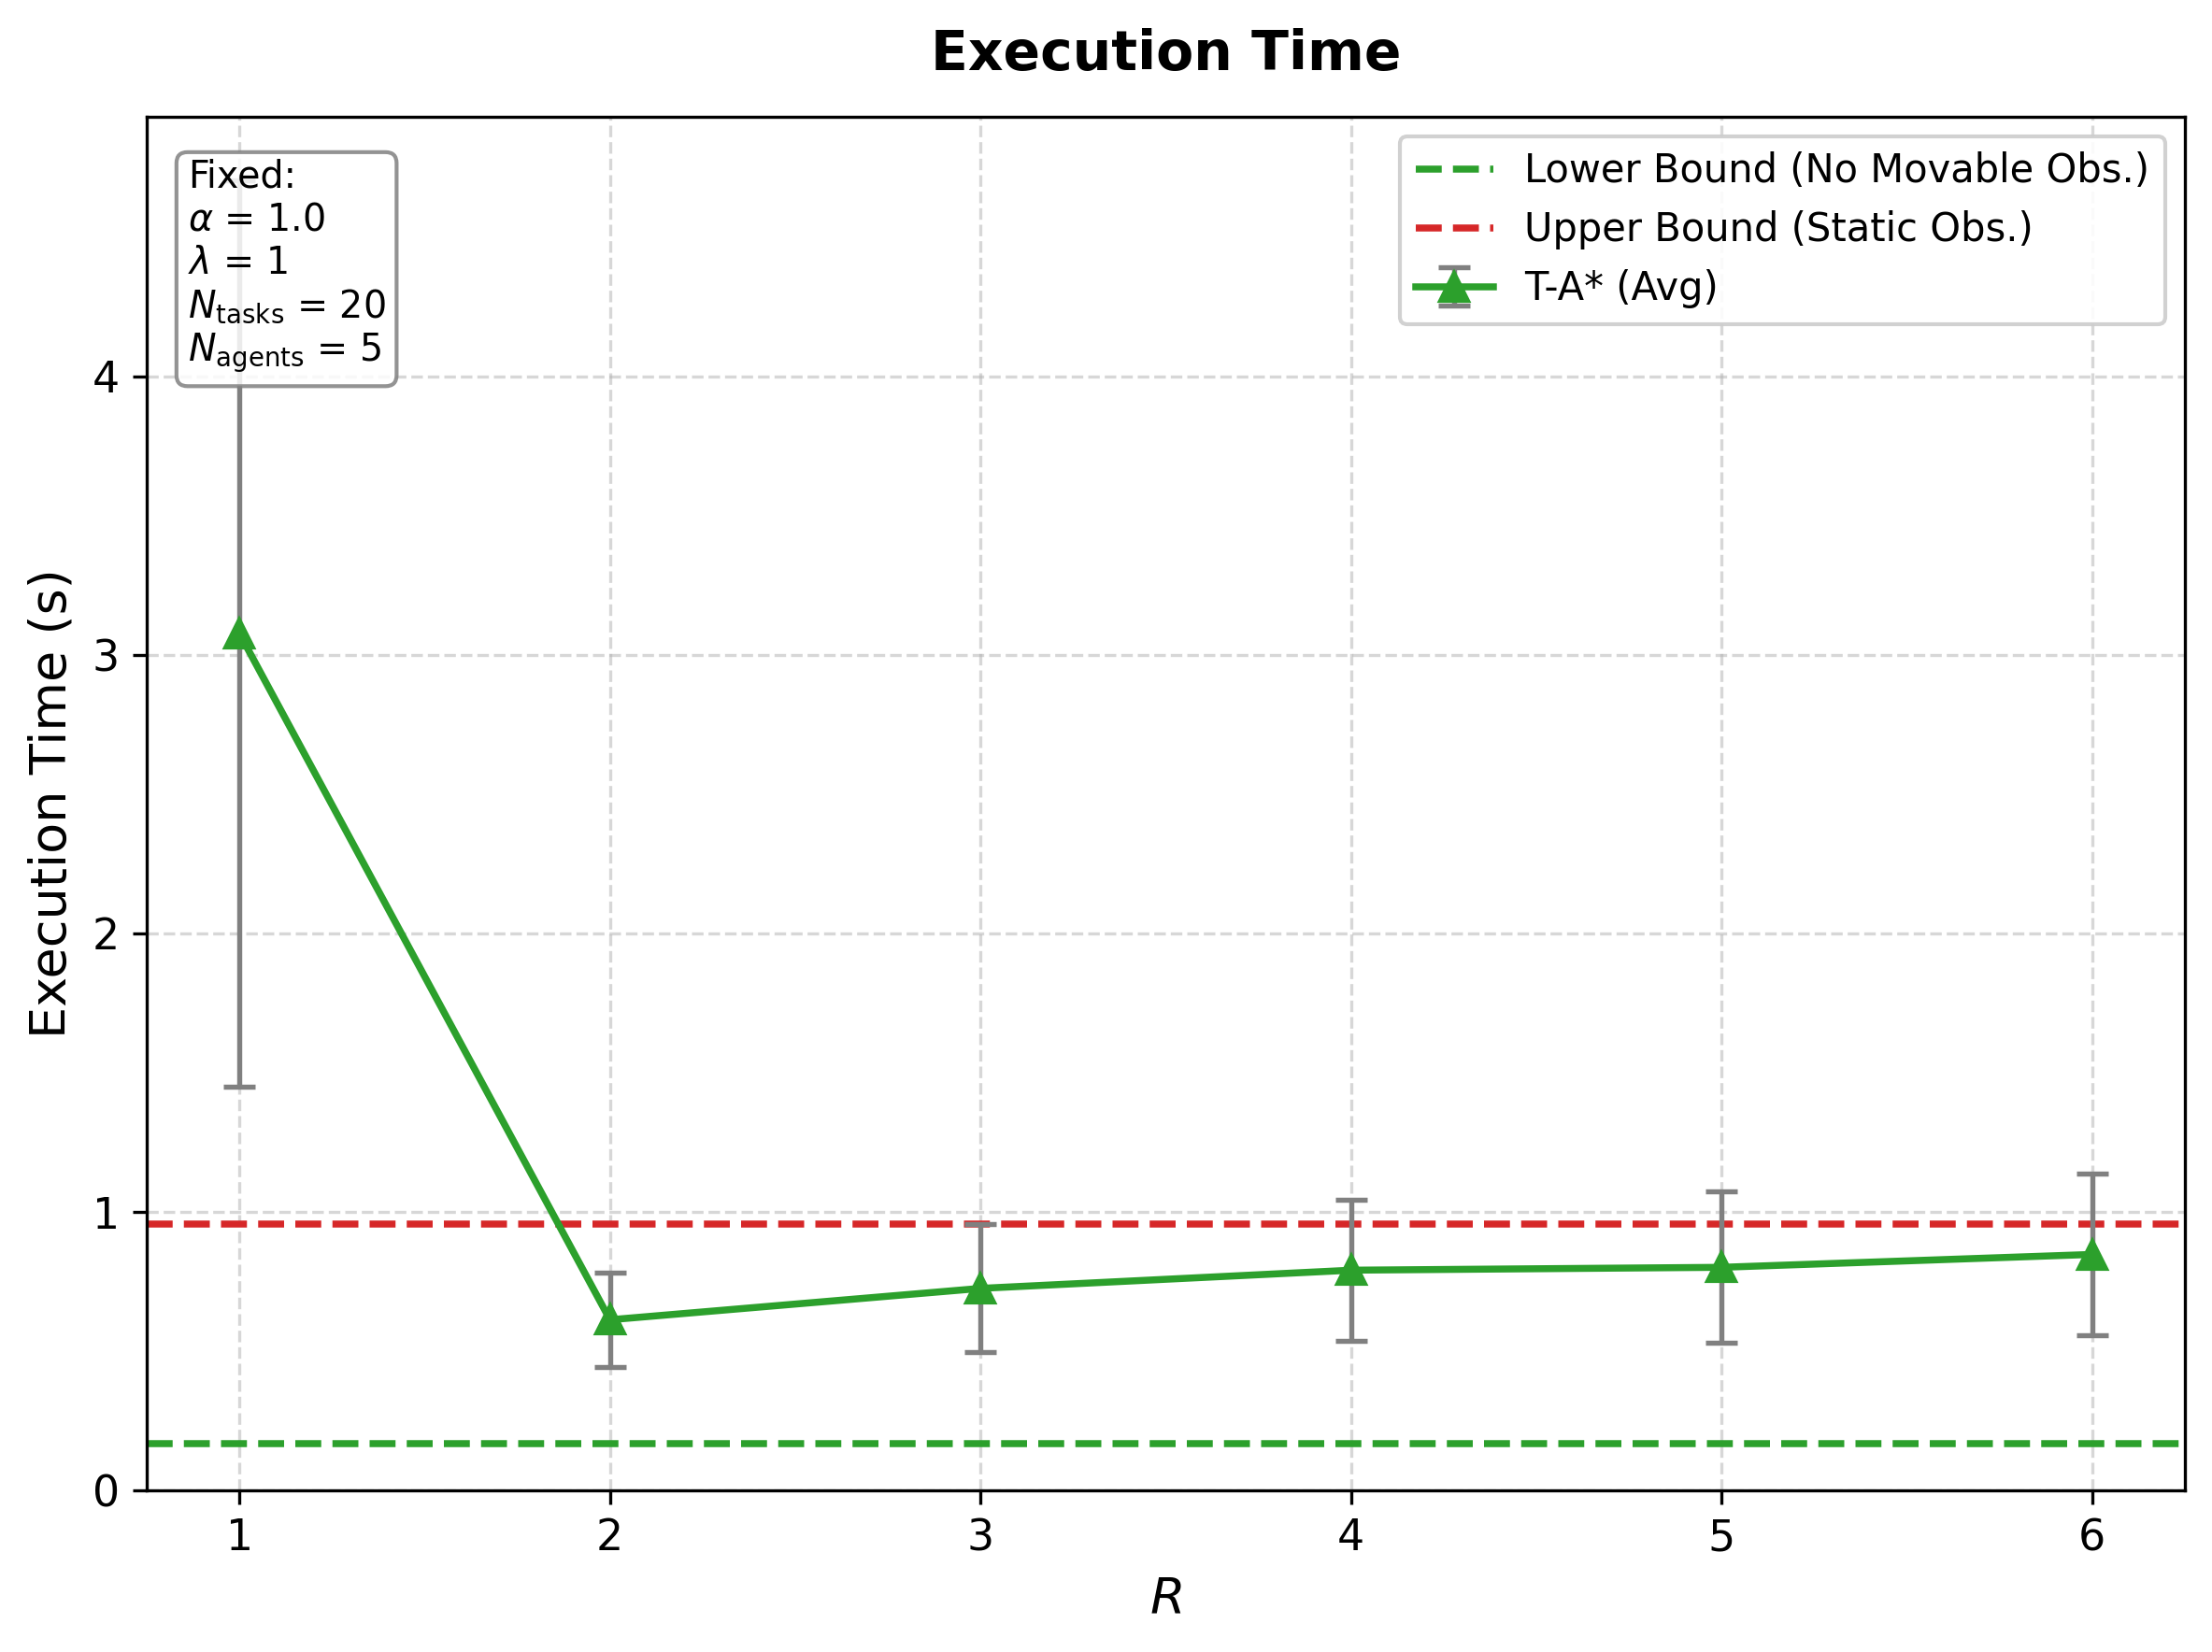 Execution Time
Fixed:
α = 1.0
λ = 1
N_tasks = 20
N_agents = 5
Lower Bound (No Movable Obs.)
Upper Bound (Static Obs.)
T-A* (Avg)
Execution Time (s)
4
3
2
1
0
1 2 3 4 5 6
R